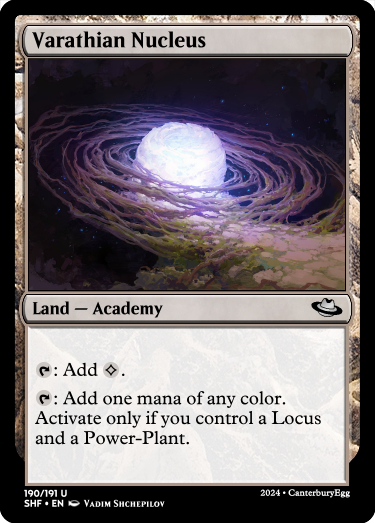 Varathian Nucleus
Land — Academy
: Add .
: Add one mana of any color.
Activate only if you control a Locus
and a Power-Plant.
190/191 U
SHF • EN VADIM SHCHEPILOV
2024 • CanterburyEgg